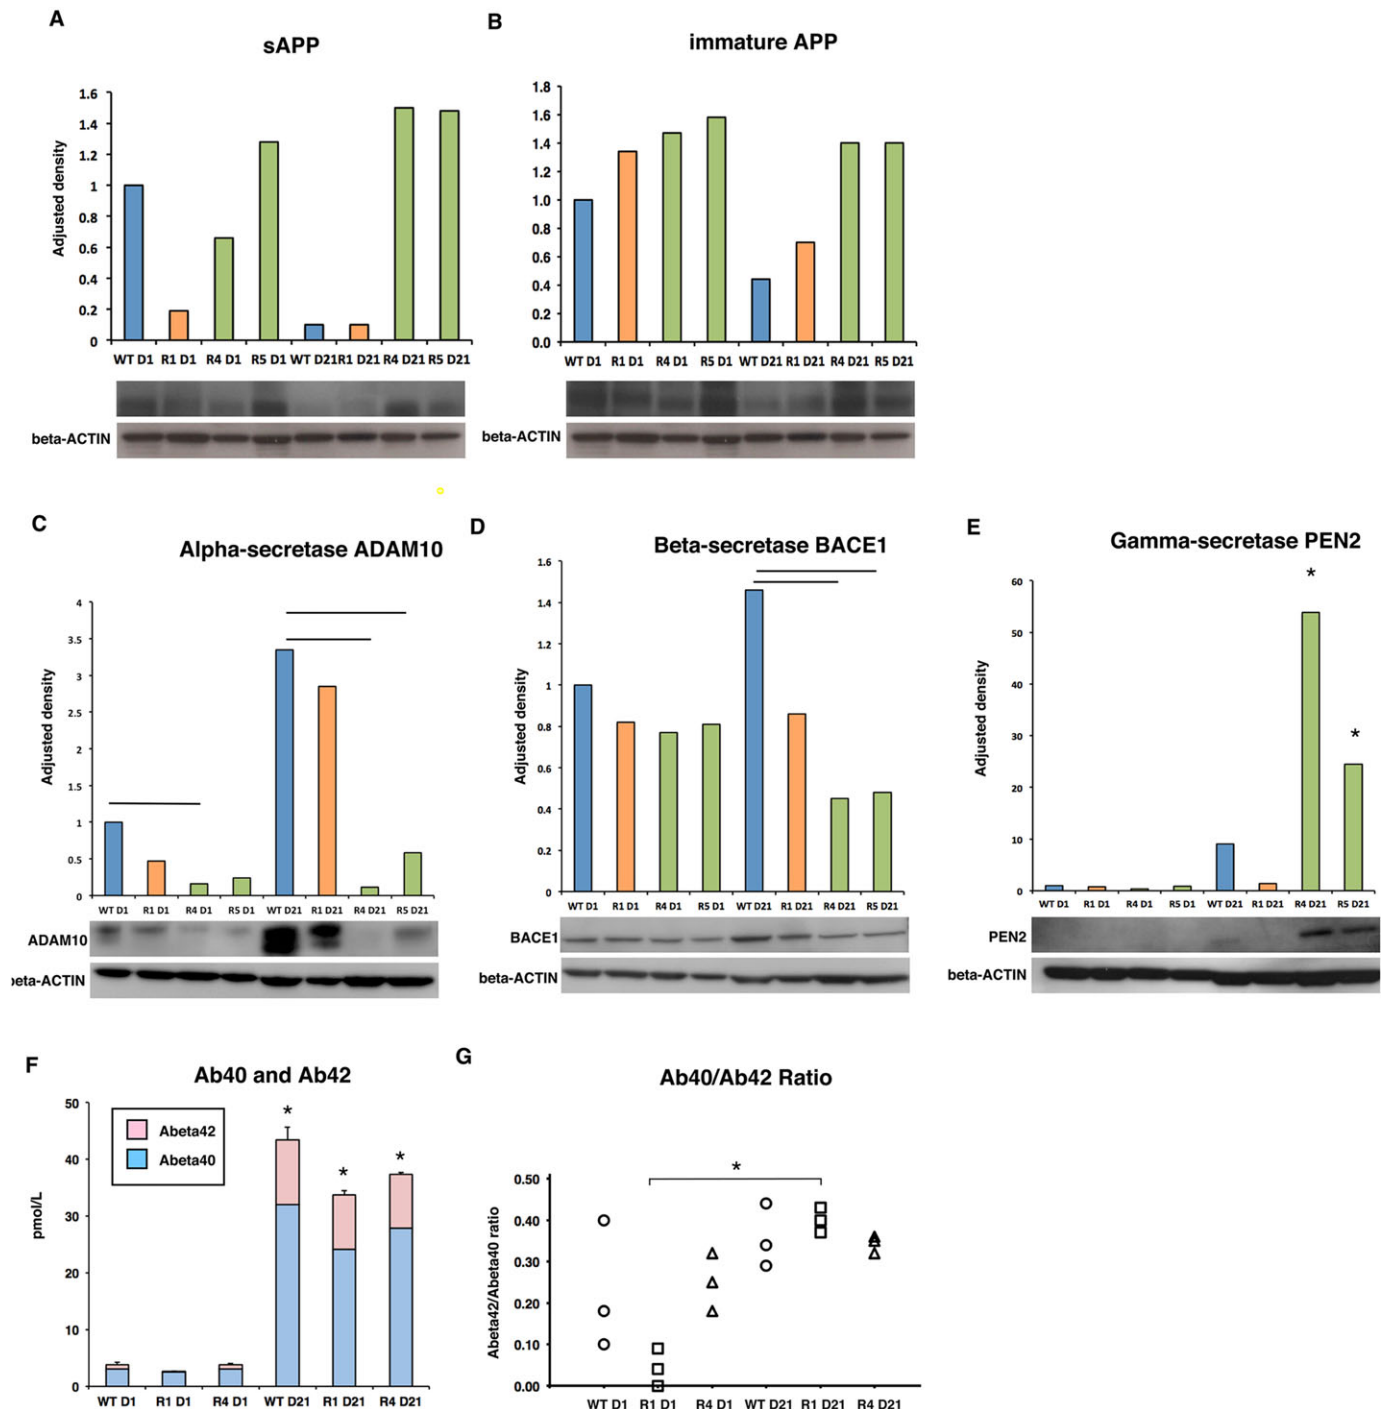 A
sAPP
Adjusted density
1.6
1.4
1.2
1
0.8
0.6
0.4
0.2
0
WT D1 R1 D1 R4 D1 R5 D1 WT D21 R1 D21 R4 D21 R5 D21
beta-ACTIN
B
immature APP
Adjusted density
1.8
1.6
1.4
1.2
1.0
0.8
0.6
0.4
0.2
0.0
WT D1 R1 D1 R4 D1 R5 D1 WT D21 R1 D21 R4 D21 R5 D21
beta-ACTIN
C
Alpha-secretase ADAM10
Adjusted density
4
3.5
3
2.5
2
1.5
1
0.5
0
WT D1 R1 D1 R4 D1 R5 D1 WT D21 R1 D21 R4 D21 R5 D21
ADAM10
beta-ACTIN
D
Beta-secretase BACE1
Adjusted density
1.6
1.4
1.2
1
0.8
0.6
0.4
0.2
0
WT D1 R1 D1 R4 D1 R5 D1 WT D21 R1 D21 R4 D21 R5 D21
BACE1
beta-ACTIN
E
Gamma-secretase PEN2
Adjusted density
60
50
40
30
20
10
0
*
*
WT D1 R1 D1 R4 D1 R5 D1 WT D21 R1 D21 R4 D21 R5 D21
PEN2
beta-ACTIN
F
Ab40 and Ab42
pmol/L
50
40
30
20
10
0
Abeta42
Abeta40
*
*
*
WT D1 R1 D1 R4 D1 WT D21 R1 D21 R4 D21
G
Ab40/Ab42 Ratio
Abeta42/Abeta40 ratio
0.50
0.40
0.30
0.20
0.10
0.00
*
WT D1 R1 D1 R4 D1 WT D21 R1 D21 R4 D21